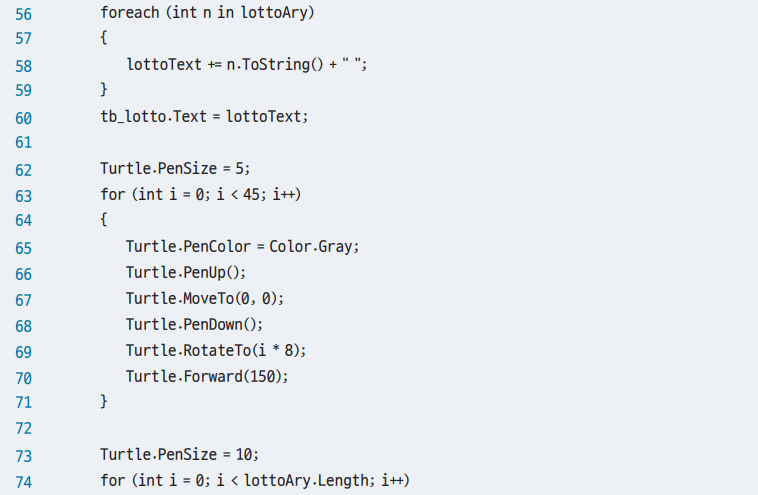 56 foreach (int n in lottoAry)
57 {
58 lottoText += n.ToString() + " ";
59 }
60 tb_lotto.Text = lottoText;
61
62 Turtle.PenSize = 5;
63 for (int i = 0; i < 45; i++)
64 {
65 Turtle.PenColor = Color.Gray;
66 Turtle.PenUp();
67 Turtle.MoveTo(0, 0);
68 Turtle.PenDown();
69 Turtle.RotateTo(i * 8);
70 Turtle.Forward(150);
71 }
72
73 Turtle.PenSize = 10;
74 for (int i = 0; i < lottoAry.Length; i++)